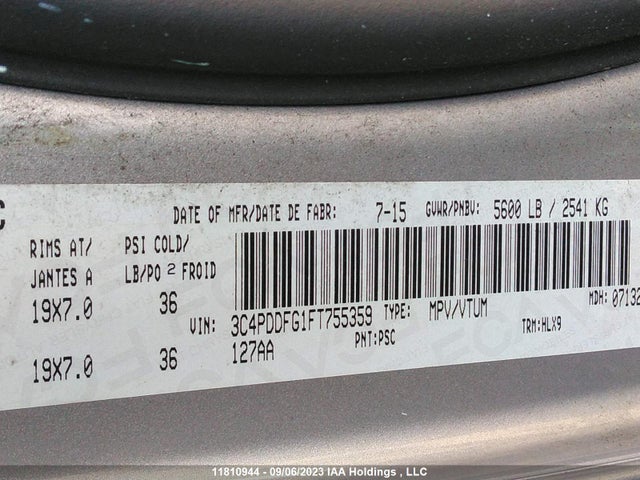 C
DATE OF MFR/DATE DE FABR: 7-15 GVWR/PNBV: 5600 LB / 2541 KG
RIMS AT/ PSI COLD/
JANTES A LB/PO 2 FROID
19X7.0 36
VIN: 3C4PDDFG1FT755359 TYPE: MPV/VTUM MDH: 07132
19X7.0 36 127AA PNT:PSC TRM:HLX9
11810944 - 09/06/2023 IAA Holdings , LLC